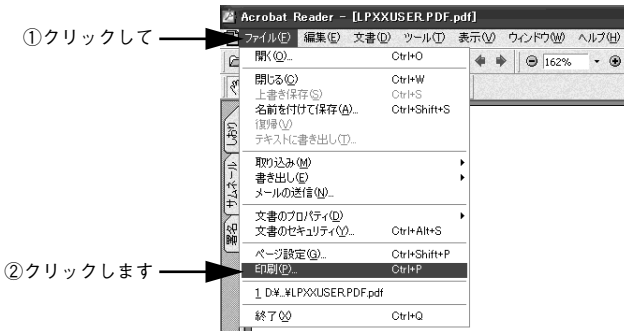 Acrobat Reader - [LPXXUSER.PDF.pdf]
①クリックして
ファイル(F) 編集(E) 文書(D) ツール(T) 表示(V) ウィンドウ(W) ヘルプ(H)
開く(O)... Ctrl+O
162%
閉じる(C) Ctrl+W
上書き保存(S) Ctrl+S
名前を付けて保存(A)... Ctrl+Shift+S
復帰(V)
テキストに書き出し(T)...
しおり
取り込み(M)
書き出し(E)
メールの送信(N)...
サムネール
文書のプロパティ(D)
文書のセキュリティ(Y)... Ctrl+Alt+S
署名
ページ設定(G)... Ctrl+Shift+P
②クリックします
印刷(P)... Ctrl+P
1 D:¥...¥LPXXUSER.PDF.pdf
終了(X) Ctrl+Q